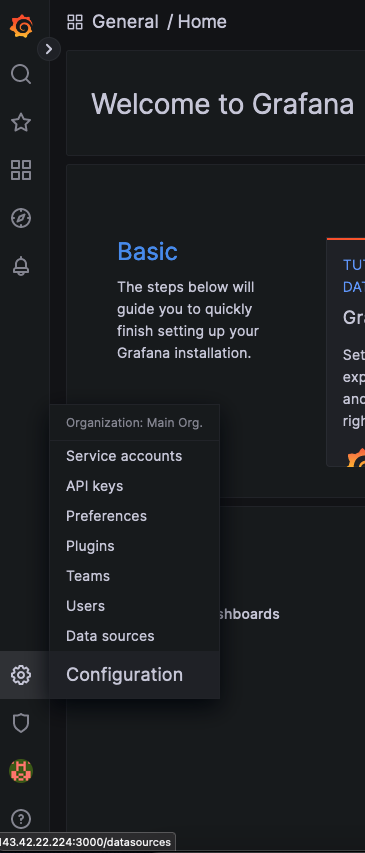 General / Home
Welcome to Grafana
Basic
The steps below will
guide you to quickly
finish setting up your
Grafana installation.
TU
DA
Gra
Set
exp
and
righ
Organization: Main Org.
Service accounts
API keys
Preferences
Plugins
Teams
Users
Data sources
shboards
Configuration
143.42.22.224:3000/datasources